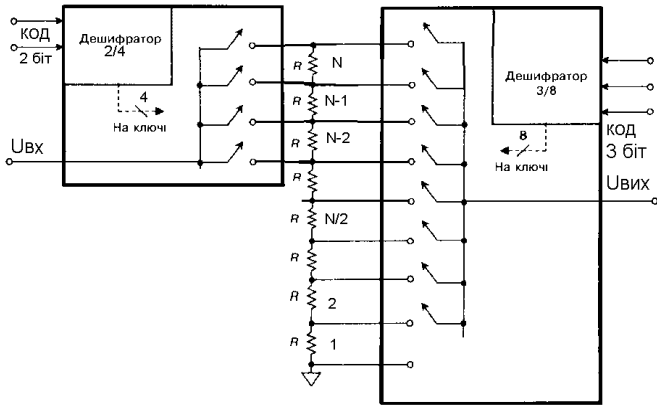 КОД
2 біт
Дешифратор
2/4
4
На ключі
Uвх
R
N
R
N-1
R
N-2
R
R
N/2
R
R
2
R
1
Дешифратор
3/8
8
На ключі
КОД
3 біт
Uвих